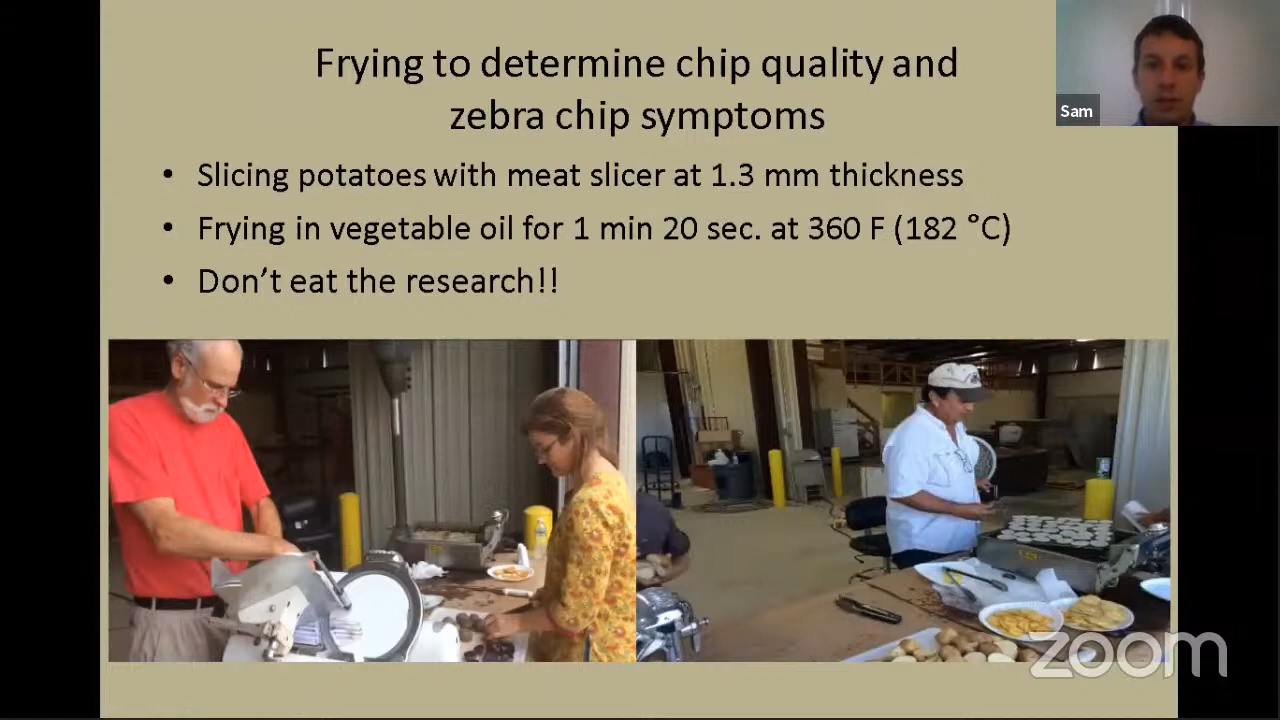 Frying to determine chip quality and
zebra chip symptoms
Sam
• Slicing potatoes with meat slicer at 1.3 mm thickness
• Frying in vegetable oil for 1 min 20 sec. at 360 F (182 °C)
• Don’t eat the research!!
zoom